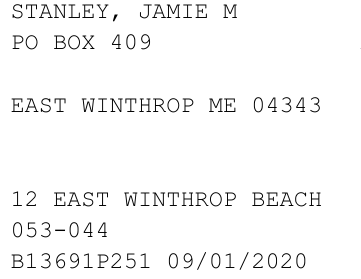 STANLEY, JAMIE M
PO BOX 409
EAST WINTHROP ME 04343
12 EAST WINTHROP BEACH
053-044
B13691P251 09/01/2020